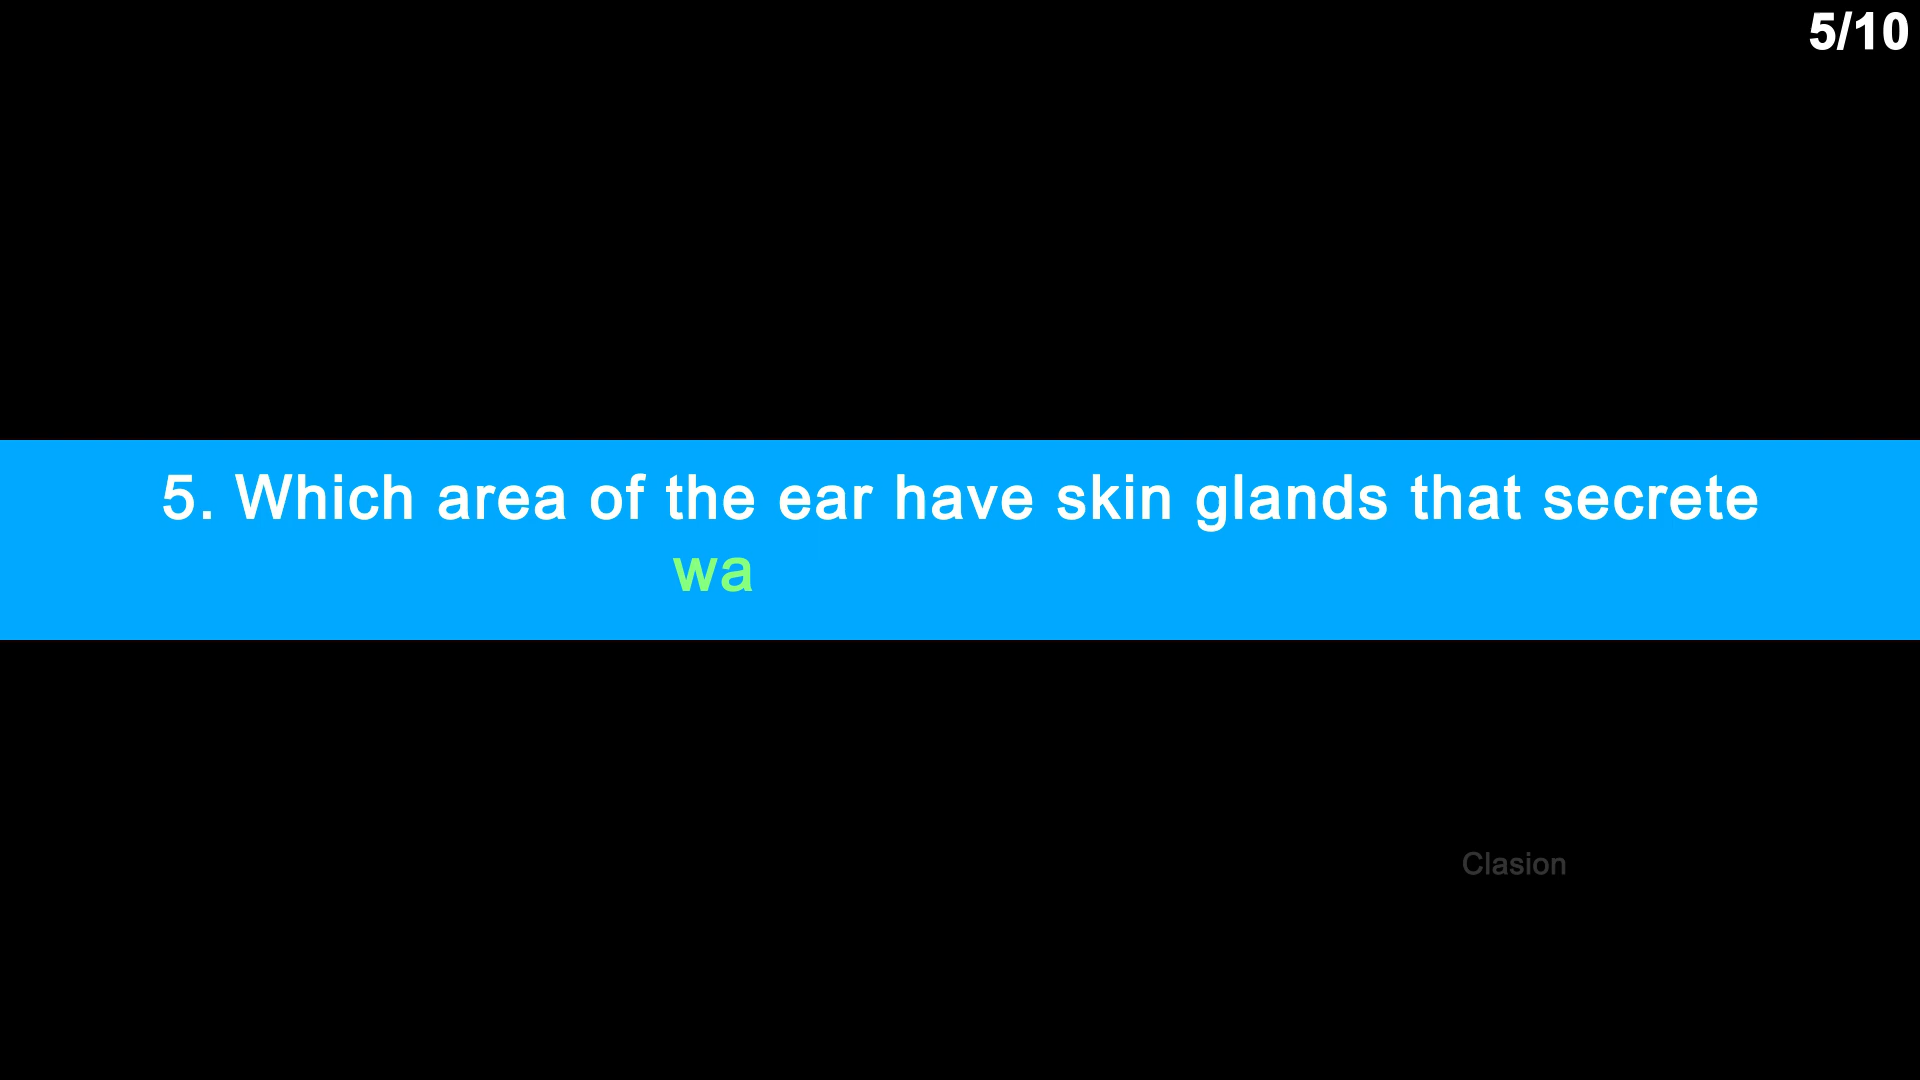 5/10
5. Which area of the ear have skin glands that secrete
wa
Clasion